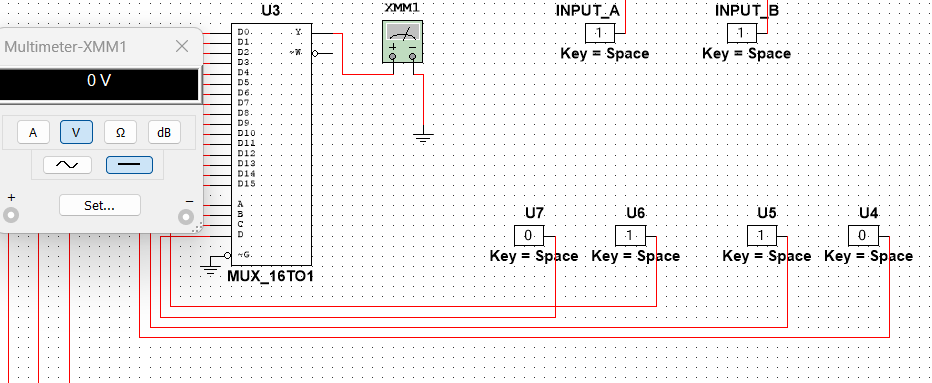 U3
XMM1
INPUT_A
INPUT_B
Multimeter-XMM1
0 V
A
V
Ω
dB
Set...
+
−
D0
D1
D2
D3
D4
D5
D6
D7
D8
D9
D10
D11
D12
D13
D14
D15
A
B
C
D
~G
Y
~W
MUX_16TO1
+
−
1
Key = Space
1
Key = Space
U7
0
Key = Space
U6
1
Key = Space
U5
1
Key = Space
U4
0
Key = Space